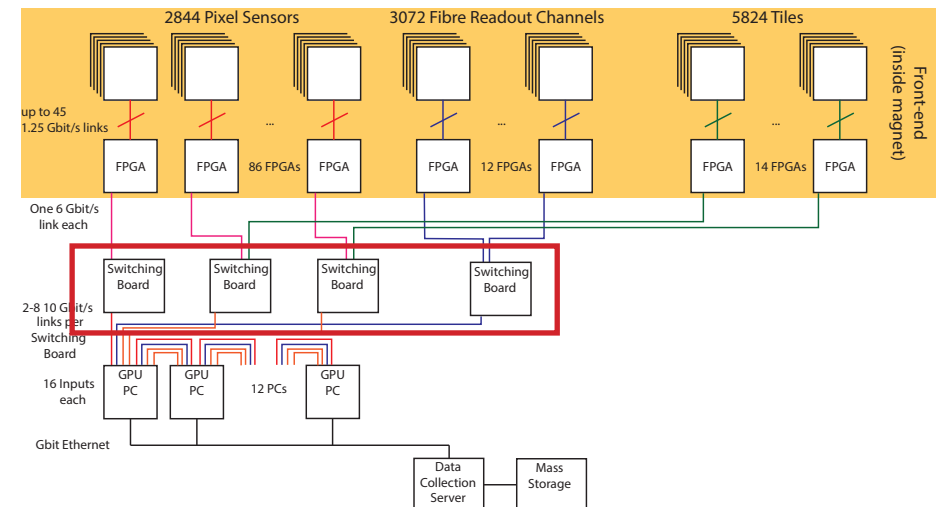 2844 Pixel Sensors
3072 Fibre Readout Channels
5824 Tiles
Front-end
(inside magnet)
up to 45
1.25 Gbit/s links
...
...
...
FPGA
FPGA
86 FPGAs
FPGA
FPGA
12 FPGAs
FPGA
FPGA
14 FPGAs
FPGA
One 6 Gbit/s
link each
Switching
Board
Switching
Board
Switching
Board
Switching
Board
2-8 10 Gbit/s
links per
Switching
Board
16 Inputs
each
GPU
PC
GPU
PC
12 PCs
GPU
PC
Gbit Ethernet
Data
Collection
Server
Mass
Storage